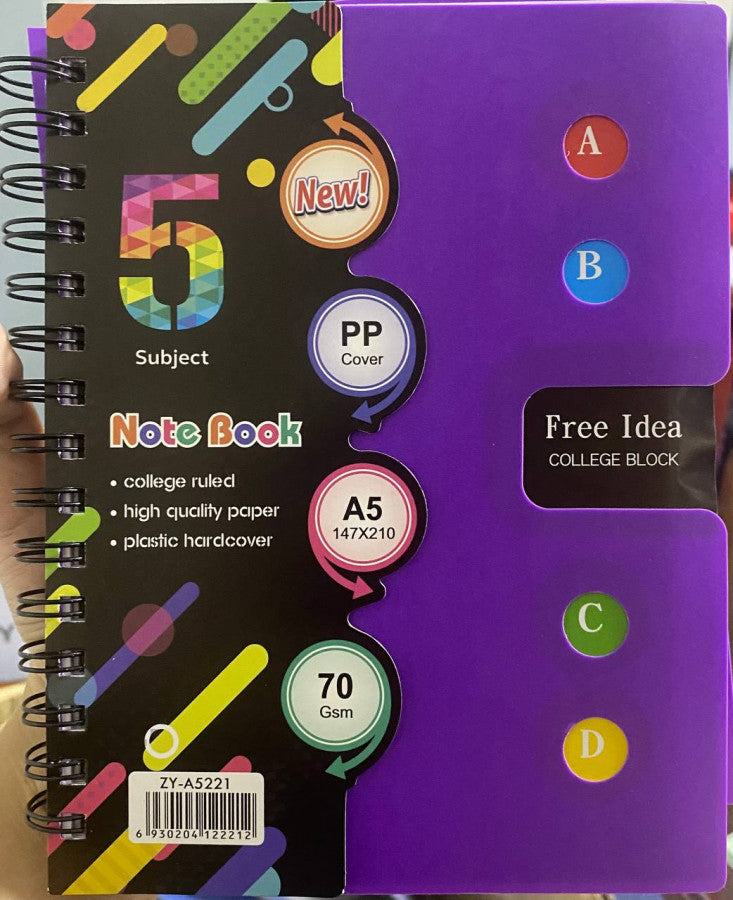 5
Subject
Note Book
• college ruled
• high quality paper
• plastic hardcover
New!
PP
Cover
A5
147X210
70
Gsm
ZY-A5221
6 930204 122212
A
B
Free Idea
COLLEGE BLOCK
C
D